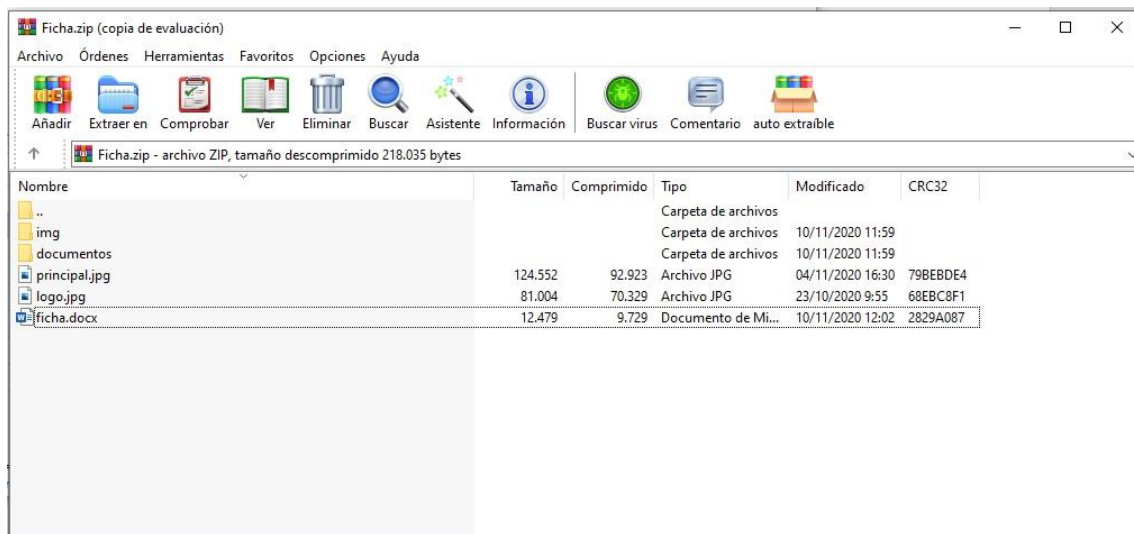 Ficha.zip (copia de evaluación)
Archivo Órdenes Herramientas Favoritos Opciones Ayuda
Añadir Extraer en Comprobar Ver Eliminar Buscar Asistente Información Buscar virus Comentario auto extraíble
Ficha.zip - archivo ZIP, tamaño descomprimido 218.035 bytes
Nombre Tamaño Comprimido Tipo Modificado CRC32
.. Carpeta de archivos
img Carpeta de archivos 10/11/2020 11:59
documentos Carpeta de archivos 10/11/2020 11:59
principal.jpg 124.552 92.923 Archivo JPG 04/11/2020 16:30 79BEBDE4
logo.jpg 81.004 70.329 Archivo JPG 23/10/2020 9:55 68EBC8F1
ficha.docx 12.479 9.729 Documento de Mi... 10/11/2020 12:02 2829A087